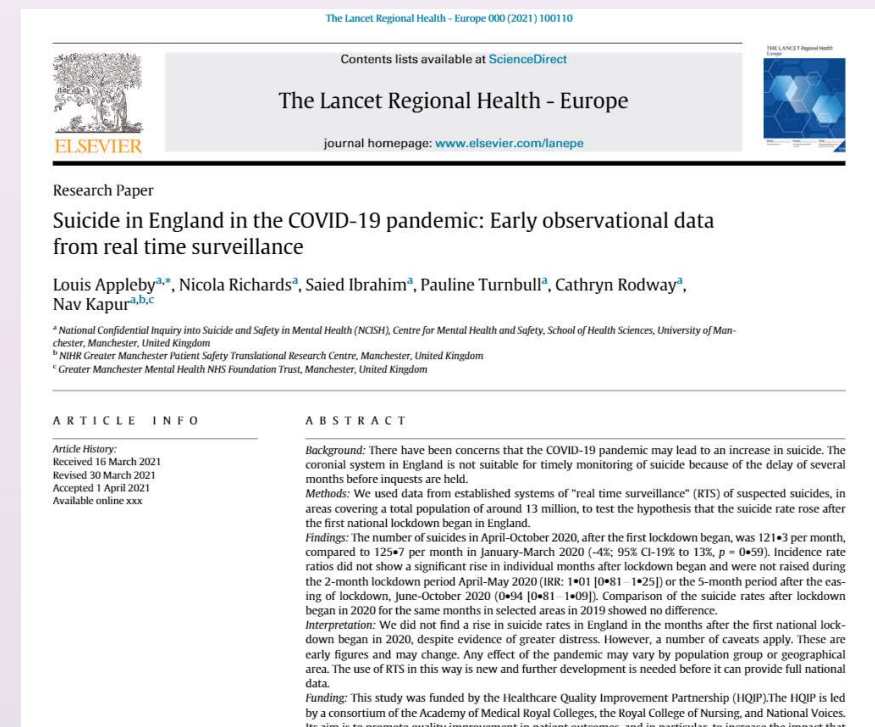 The Lancet Regional Health - Europe 000 (2021) 100110
THE LANCET Regional Health
Europe
Contents lists available at ScienceDirect
The Lancet Regional Health - Europe
journal homepage: www.elsevier.com/lanepe
ELSEVIER
Research Paper
Suicide in England in the COVID-19 pandemic: Early observational data
from real time surveillance
Louis Appleby a,*, Nicola Richards a, Saied Ibrahim a, Pauline Turnbull a, Cathryn Rodway a,
Nav Kapur a,b,c
a National Confidential Inquiry into Suicide and Safety in Mental Health (NCISH), Centre for Mental Health and Safety, School of Health Sciences, University of Man-
chester, Manchester, United Kingdom
b NIHR Greater Manchester Patient Safety Translational Research Centre, Manchester, United Kingdom
c Greater Manchester Mental Health NHS Foundation Trust, Manchester, United Kingdom
ARTICLE INFO
Article History:
Received 16 March 2021
Revised 30 March 2021
Accepted 1 April 2021
Available online xxx
ABSTRACT
Background: There have been concerns that the COVID-19 pandemic may lead to an increase in suicide. The
coronial system in England is not suitable for timely monitoring of suicide because of the delay of several
months before inquests are held.
Methods: We used data from established systems of "real time surveillance" (RTS) of suspected suicides, in
areas covering a total population of around 13 million, to test the hypothesis that the suicide rate rose after
the first national lockdown began in England.
Findings: The number of suicides in April-October 2020, after the first lockdown began, was 121•3 per month,
compared to 125•7 per month in January-March 2020 (-4%; 95% CI-19% to 13%, p = 0•59). Incidence rate
ratios did not show a significant rise in individual months after lockdown began and were not raised during
the 2-month lockdown period April-May 2020 (IRR: 1•01 [0•81–1•25]) or the 5-month period after the eas-
ing of lockdown, June-October 2020 (0•94 [0•81–1•09]). Comparison of the suicide rates after lockdown
began in 2020 for the same months in selected areas in 2019 showed no difference.
Interpretation: We did not find a rise in suicide rates in England in the months after the first national lock-
down began in 2020, despite evidence of greater distress. However, a number of caveats apply. These are
early figures and may change. Any effect of the pandemic may vary by population group or geographical
area. The use of RTS in this way is new and further development is needed before it can provide full national
data.
Funding: This study was funded by the Healthcare Quality Improvement Partnership (HQIP).The HQIP is led
by a consortium of the Academy of Medical Royal Colleges, the Royal College of Nursing, and National Voices.
Its aim is to promote quality improvement in patient outcomes, and in particular, to increase the impact that